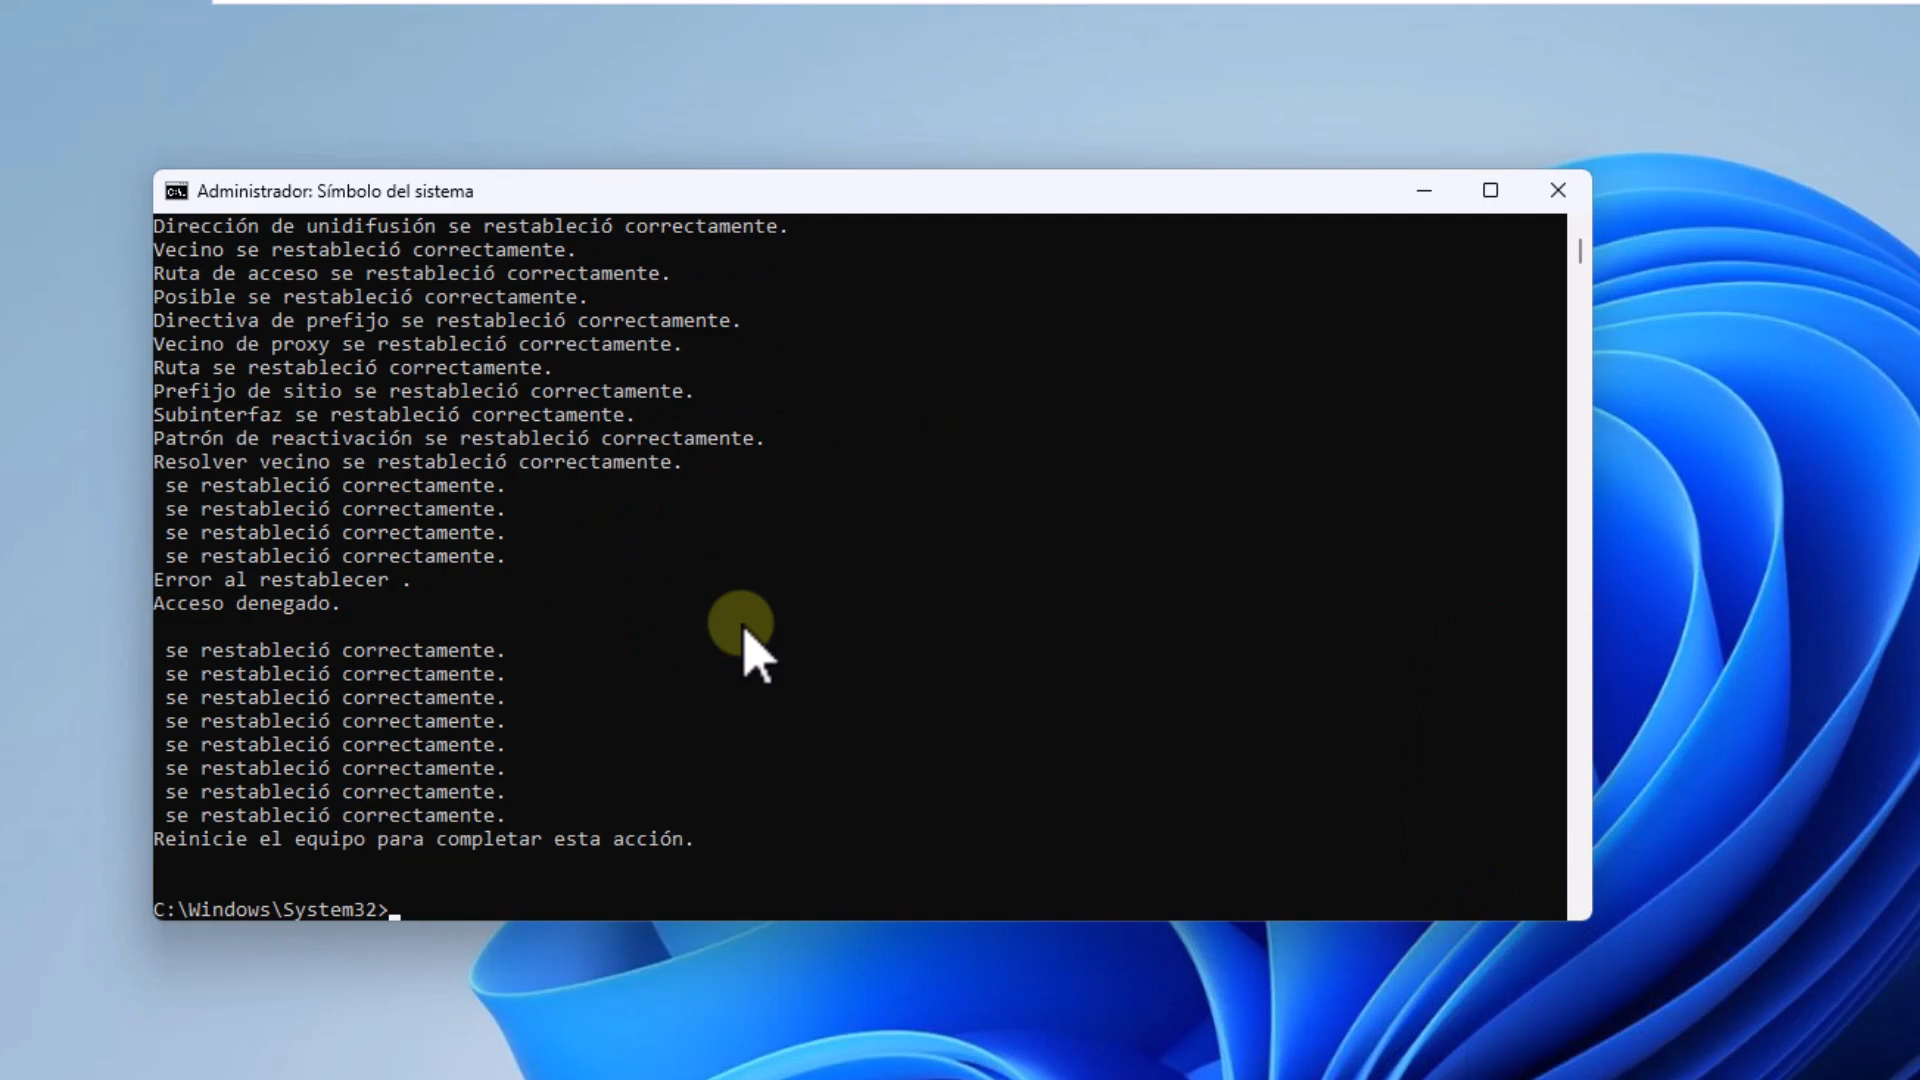 Administrador: Símbolo del sistema
Dirección de unidifusión se restableció correctamente.
Vecino se restableció correctamente.
Ruta de acceso se restableció correctamente.
Posible se restableció correctamente.
Directiva de prefijo se restableció correctamente.
Vecino de proxy se restableció correctamente.
Ruta se restableció correctamente.
Prefijo de sitio se restableció correctamente.
Subinterfaz se restableció correctamente.
Patrón de reactivación se restableció correctamente.
Resolver vecino se restableció correctamente.
se restableció correctamente.
se restableció correctamente.
se restableció correctamente.
se restableció correctamente.
Error al restablecer .
Acceso denegado.
se restableció correctamente.
se restableció correctamente.
se restableció correctamente.
se restableció correctamente.
se restableció correctamente.
se restableció correctamente.
se restableció correctamente.
se restableció correctamente.
Reinicie el equipo para completar esta acción.
C:\Windows\System32>